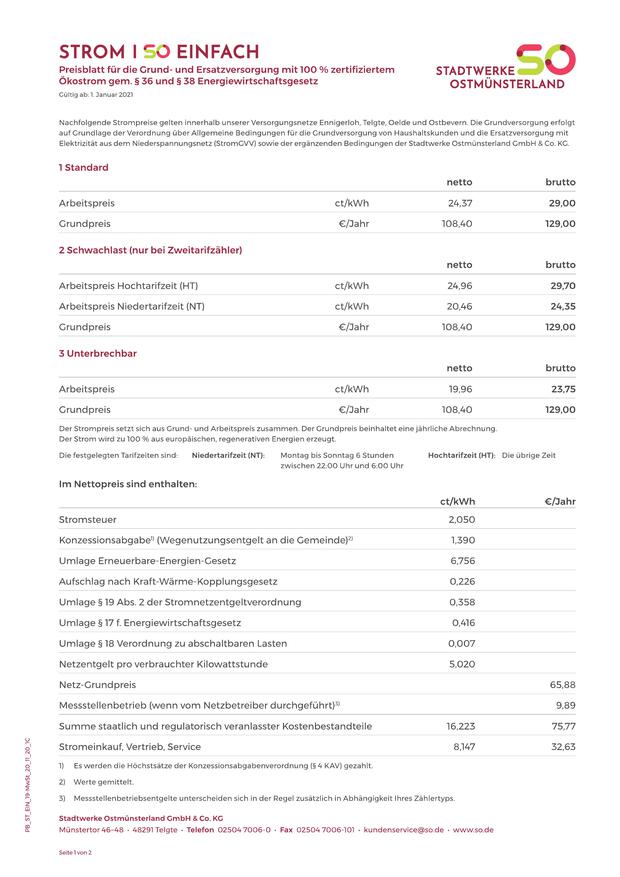 STROM I SO EINFACH
Preisblatt für die Grund- und Ersatzversorgung mit 100 % zertifiziertem
Ökostrom gem. § 36 und § 38 Energiewirtschaftsgesetz
Gültig ab: 1. Januar 2021
STADTWERKE SO
OSTMÜNSTERLAND
Nachfolgende Strompreise gelten innerhalb unserer Versorgungsnetze Ennigerloh, Telgte, Oelde und Ostbevern. Die Grundversorgung erfolgt
auf Grundlage der Verordnung über Allgemeine Bedingungen für die Grundversorgung von Haushaltskunden und die Ersatzversorgung mit
Elektrizität aus dem Niederspannungsnetz (StromGVV) sowie der ergänzenden Bedingungen der Stadtwerke Ostmünsterland GmbH & Co. KG.
1 Standard
netto brutto
Arbeitspreis ct/kWh 24,37 29,00
Grundpreis €/Jahr 108,40 129,00
2 Schwachlast (nur bei Zweitarifzähler)
netto brutto
Arbeitspreis Hochtarifzeit (HT) ct/kWh 24,96 29,70
Arbeitspreis Niedertarifzeit (NT) ct/kWh 20,46 24,35
Grundpreis €/Jahr 108,40 129,00
3 Unterbrechbar
netto brutto
Arbeitspreis ct/kWh 19,96 23,75
Grundpreis €/Jahr 108,40 129,00
Der Strompreis setzt sich aus Grund- und Arbeitspreis zusammen. Der Grundpreis beinhaltet eine jährliche Abrechnung.
Der Strom wird zu 100 % aus europäischen, regenerativen Energien erzeugt.
Die festgelegten Tarifzeiten sind: Niedertarifzeit (NT): Montag bis Sonntag 6 Stunden Hochtarifzeit (HT): Die übrige Zeit
zwischen 22.00 Uhr und 6:00 Uhr
Im Nettopreis sind enthalten:
ct/kWh €/Jahr
Stromsteuer 2,050
Konzessionsabgabe1) (Wegenutzungsentgelt an die Gemeinde)2) 1,390
Umlage Erneuerbare-Energien-Gesetz 6,756
Aufschlag nach Kraft-Wärme-Kopplungsgesetz 0,226
Umlage § 19 Abs. 2 der Stromnetzentgeltverordnung 0,358
Umlage § 17 f. Energiewirtschaftsgesetz 0,416
Umlage § 18 Verordnung zu abschaltbaren Lasten 0,007
Netzentgelt pro verbrauchter Kilowattstunde 5,020
Netz-Grundpreis 65,88
Messstellenbetrieb (wenn vom Netzbetreiber durchgeführt)3) 9,89
Summe staatlich und regulatorisch veranlasster Kostenbestandteile 16,223 75,77
Stromeinkauf, Vertrieb, Service 8,147 32,63
1) Es werden die Höchstsätze der Konzessionsabgabenverordnung (§ 4 KAV) gezahlt.
2) Werte gemittelt.
3) Messstellenbetriebsentgelte unterscheiden sich in der Regel zusätzlich in Abhängigkeit Ihres Zählertyps.
Stadtwerke Ostmünsterland GmbH & Co. KG
Münstertor 46-48 • 48291 Telgte • Telefon 02504 7006-0 • Fax 02504 7006-101 • kundenservice@so.de • www.so.de
Seite 1 von 2
PB_ST_EIN_19-MwSt_20_11_20_1C